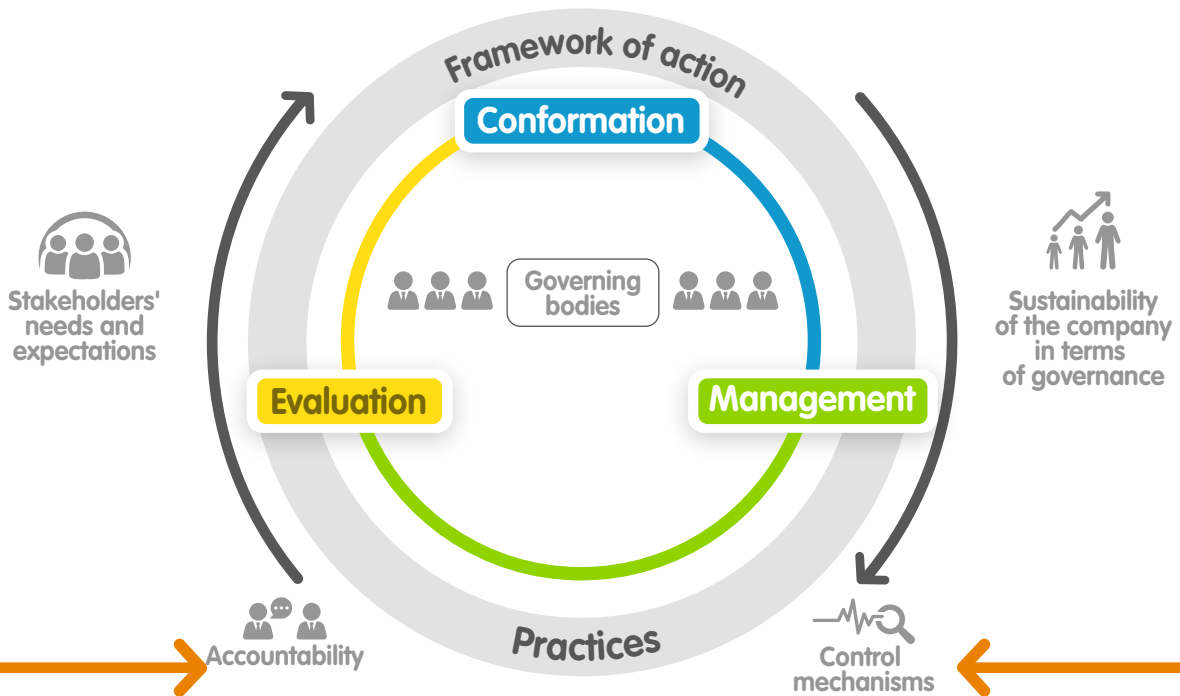 Framework of action
Conformation
Governing
bodies
Stakeholders'
needs and
expectations
Sustainability
of the company
in terms
of governance
Evaluation
Management
Practices
Accountability
Control
mechanisms